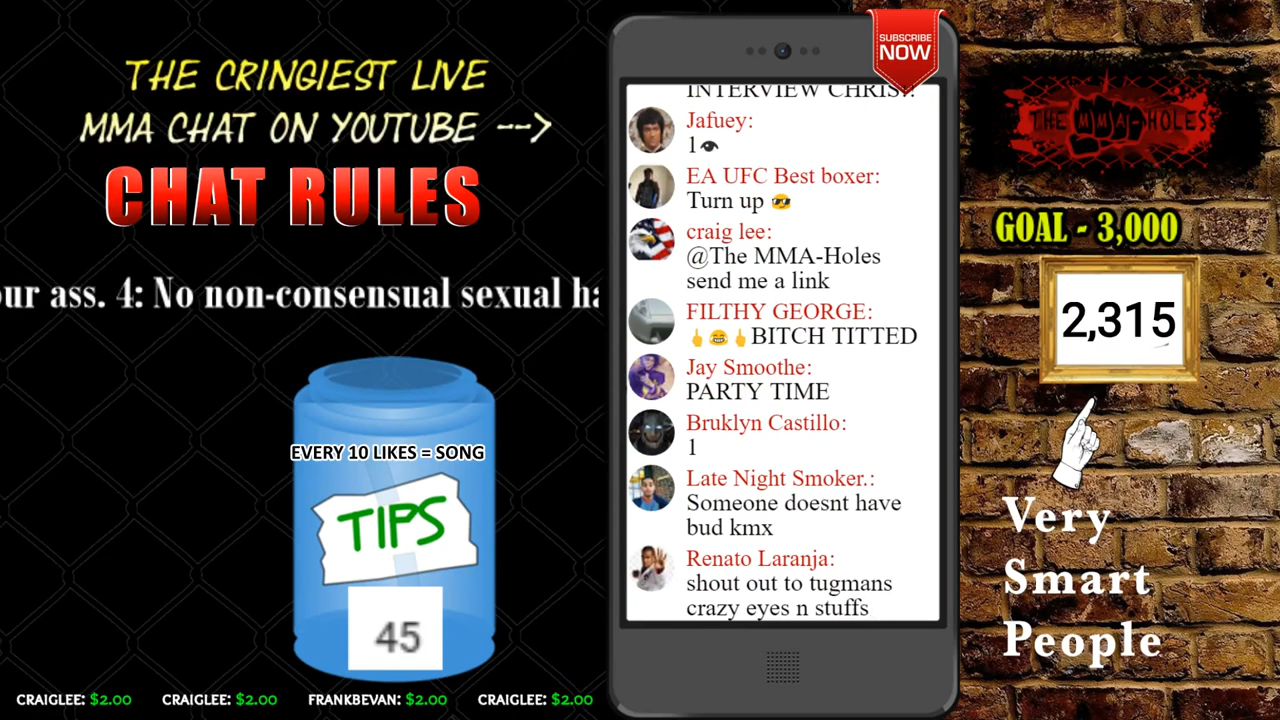 THE CRINGIEST LIVE
MMA CHAT ON YOUTUBE -->
CHAT RULES
our ass. 4: No non-consensual sexual ha
EVERY 10 LIKES = SONG
TIPS
45
CRAIGLEE: $2.00 CRAIGLEE: $2.00 FRANKBEVAN: $2.00 CRAIGLEE: $2.00
SUBSCRIBE
NOW
INTERVIEW CHRIS!!
Jafuey:
1👁
EA UFC Best boxer:
Turn up 😎
craig lee:
@The MMA-Holes
send me a link
FILTHY GEORGE:
🖕😂🖕BITCH TITTED
Jay Smoothe:
PARTY TIME
Bruklyn Castillo:
1
Late Night Smoker.:
Someone doesnt have
bud kmx
Renato Laranja:
shout out to tugmans
crazy eyes n stuffs
THE MMA-HOLES
GOAL - 3,000
2,315
Very
Smart
People